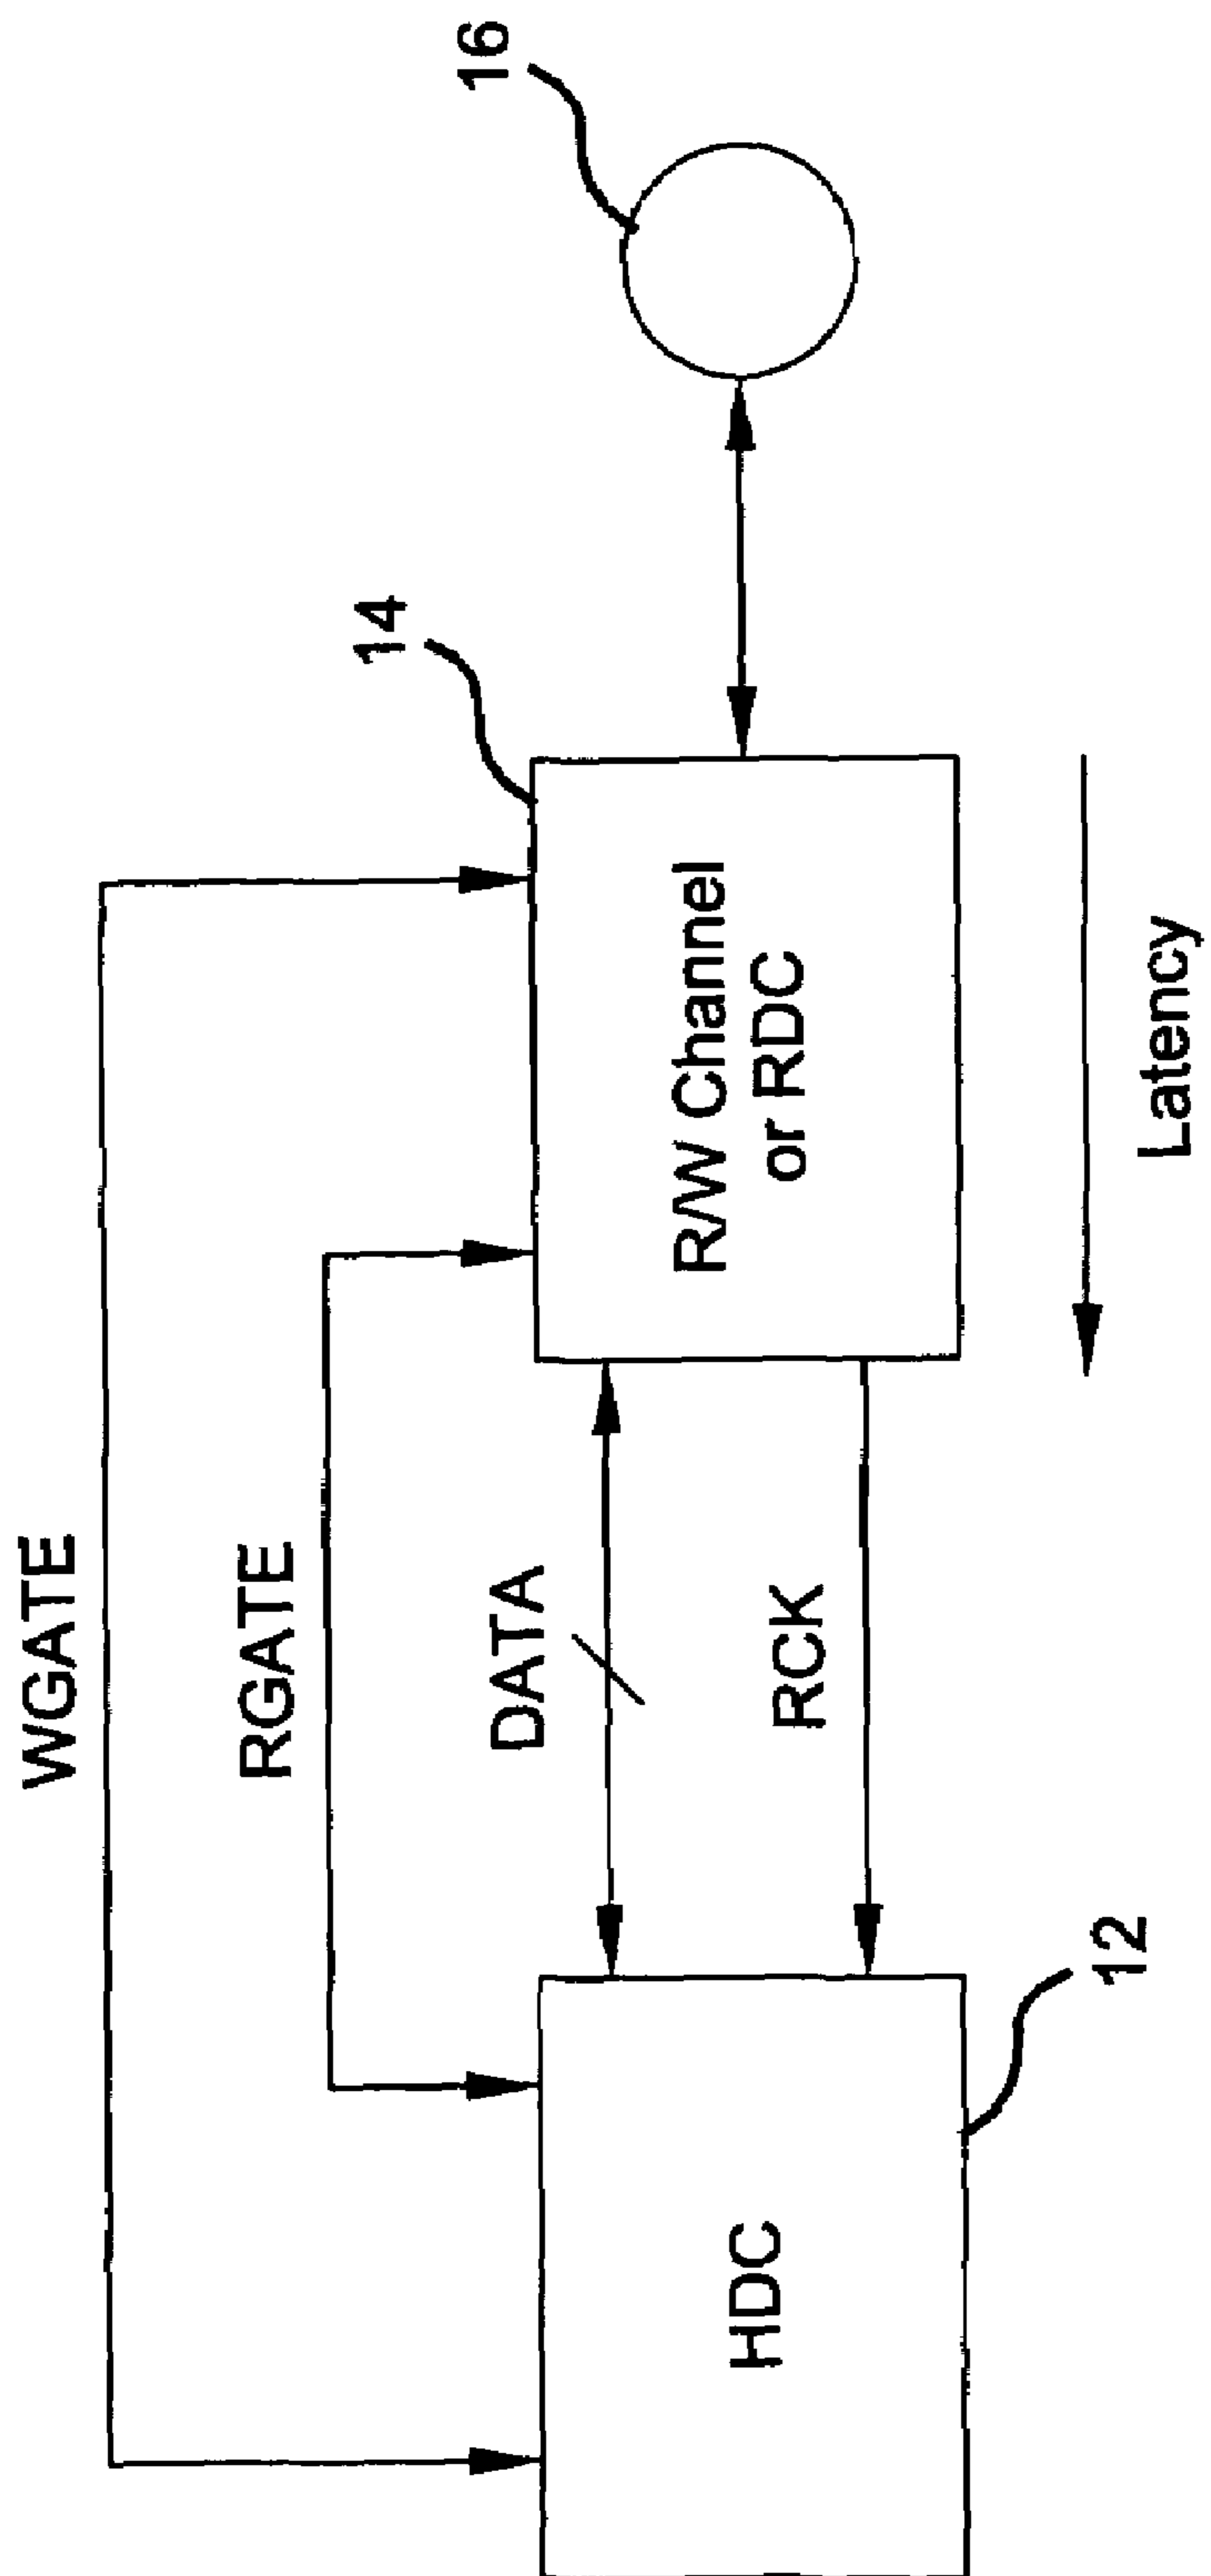 WGATE
RGATE
DATA
RCK
HDC
12
R/W Channel
or RDC
14
16
Latency